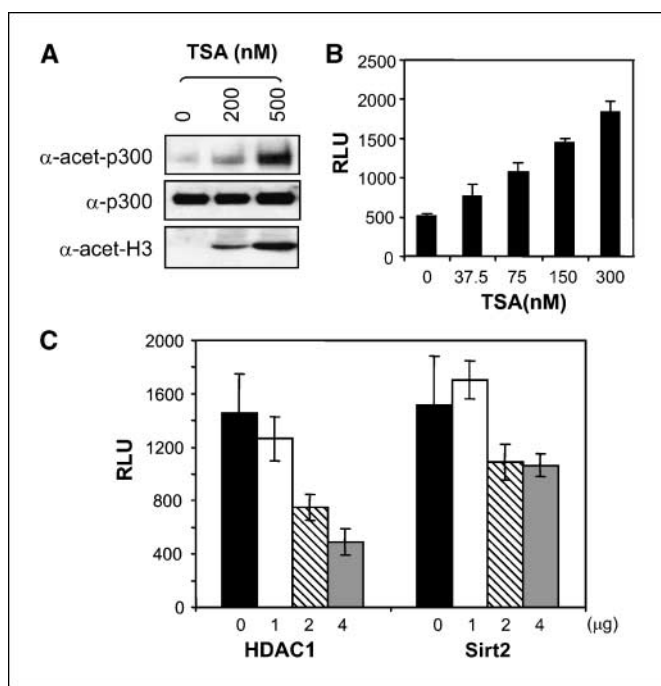 A
TSA (nM)
0 200 500
α-acet-p300
α-p300
α-acet-H3
B
RLU
2500
2000
1500
1000
500
0
0 37.5 75 150 300
TSA(nM)
C
RLU
2000
1600
1200
800
400
0
0 1 2 4 0 1 2 4 (μg)
HDAC1 Sirt2